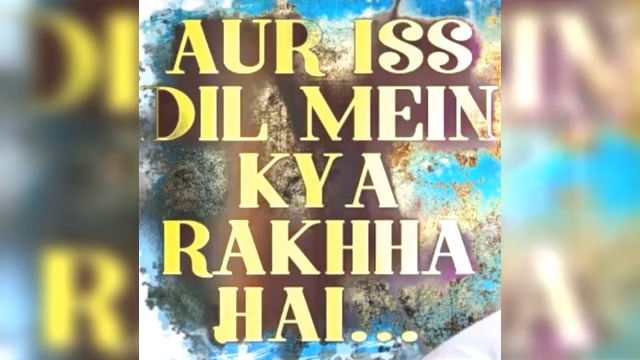 AUR ISS
DIL MEIN
KYA
RAKHHA
HAI...